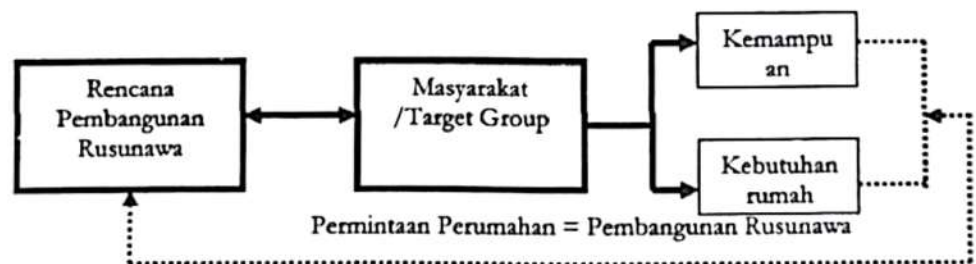 Rencana
Pembangunan
Rusunawa
Masyarakat
/Target Group
Kemampu
an
Kebutuhan
rumah
Permintaan Perumahan = Pembangunan Rusunawa